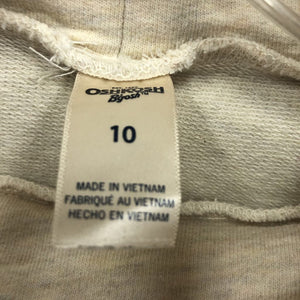 OSHKOSH
B'gosh
10
MADE IN VIETNAM
FABRIQUÉ AU VIETNAM
HECHO EN VIETNAM